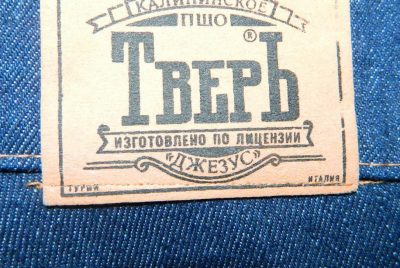 КАЛИНИНСКОЕ
ПШО
ТВЕРЬ ®
ИЗГОТОВЛЕНО ПО ЛИЦЕНЗИИ
«ДЖЕЗУС»
ТУРИН ИТАЛИЯ